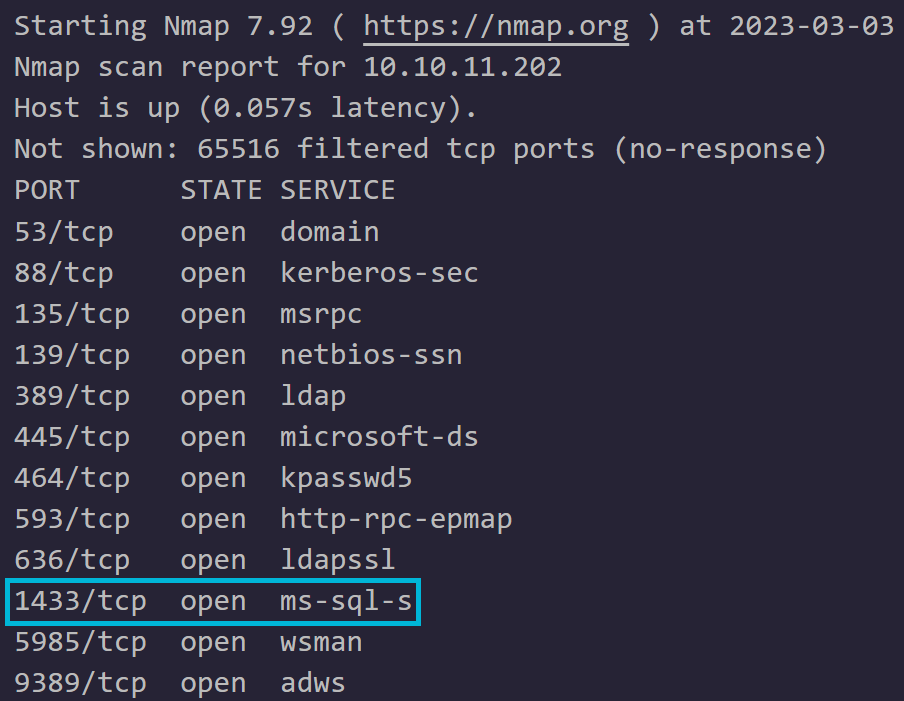 Starting Nmap 7.92 ( https://nmap.org ) at 2023-03-03
Nmap scan report for 10.10.11.202
Host is up (0.057s latency).
Not shown: 65516 filtered tcp ports (no-response)
PORT     STATE SERVICE
53/tcp   open  domain
88/tcp   open  kerberos-sec
135/tcp  open  msrpc
139/tcp  open  netbios-ssn
389/tcp  open  ldap
445/tcp  open  microsoft-ds
464/tcp  open  kpasswd5
593/tcp  open  http-rpc-epmap
636/tcp  open  ldapssl
1433/tcp open  ms-sql-s
5985/tcp open  wsman
9389/tcp open  adws